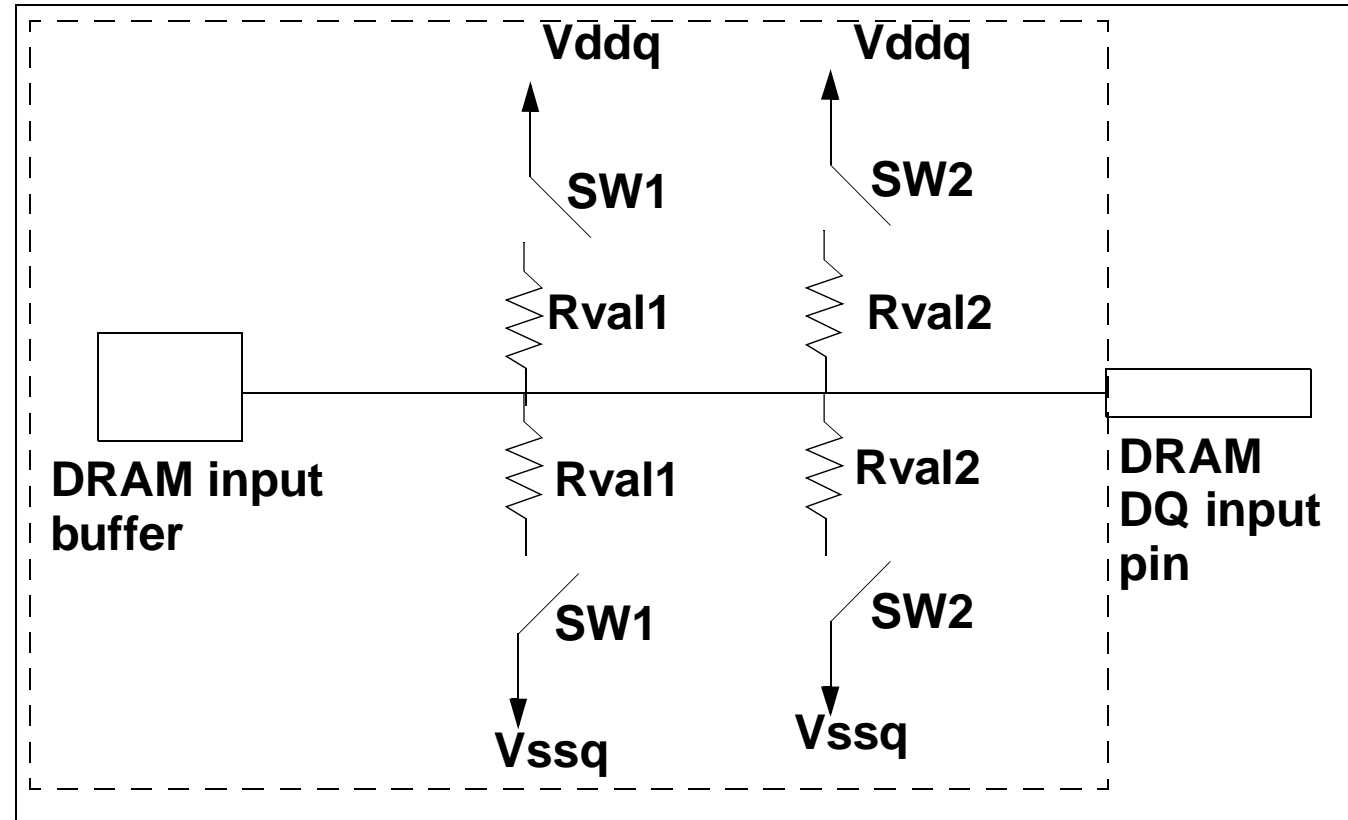 Vddq
Vddq
SW1
SW2
Rval1
Rval2
DRAM input
buffer
Rval1
Rval2
DRAM
DQ input
pin
SW1
SW2
Vssq
Vssq